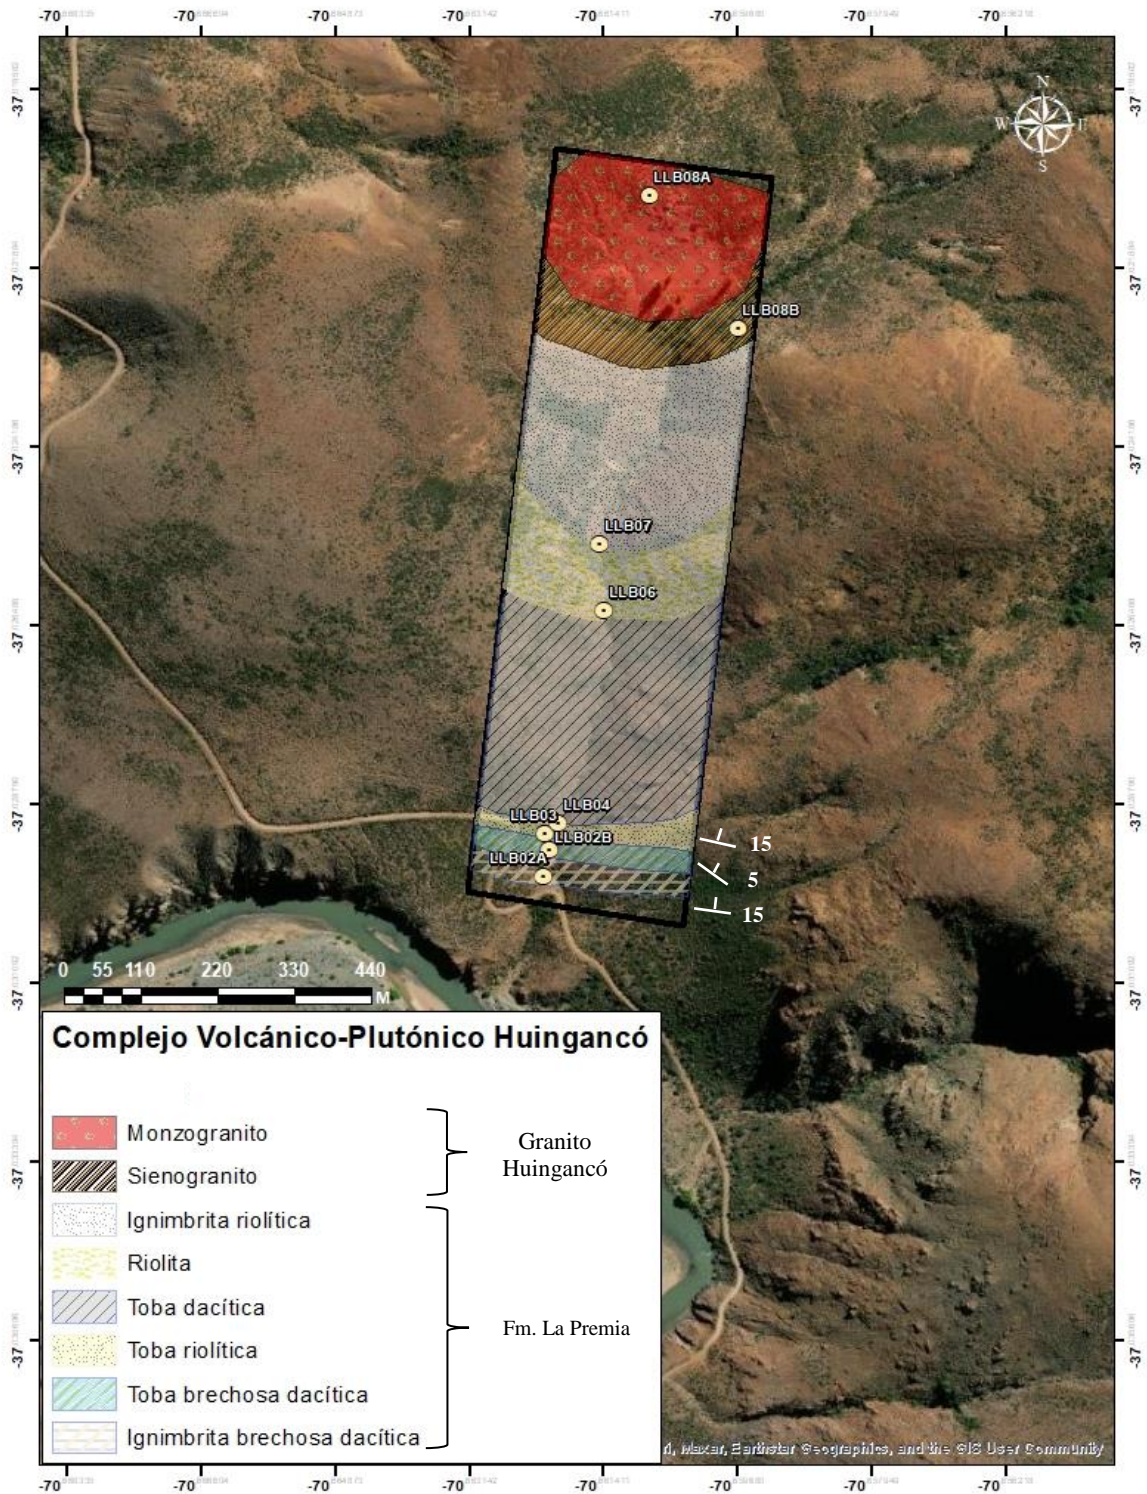 -70 -70 -70 -70 -70 -70 -70 -70
N
W
S
LLB08A
LLB08B
LLB07
LLB06
LLB04
LLB03
LLB02B
LLB02A
15
5
15
0 55 110 220 330 440
M
-37 -37 -37 -37 -37 -37 -37 -37
-37 -37 -37 -37 -37 -37 -37 -37
Complejo Volcánico-Plutónico Huingancó
Monzogranito
Sienogranito
Granito
Huingancó
Ignimbrita riolítica
Riolita
Toba dacítica
Toba riolítica
Toba brechosa dacítica
Ignimbrita brechosa dacítica
Fm. La Premia
Maxar, Earthstar Geographics, and the GIS User Community
-70 -70 -70 -70 -70 -70 -70 -70